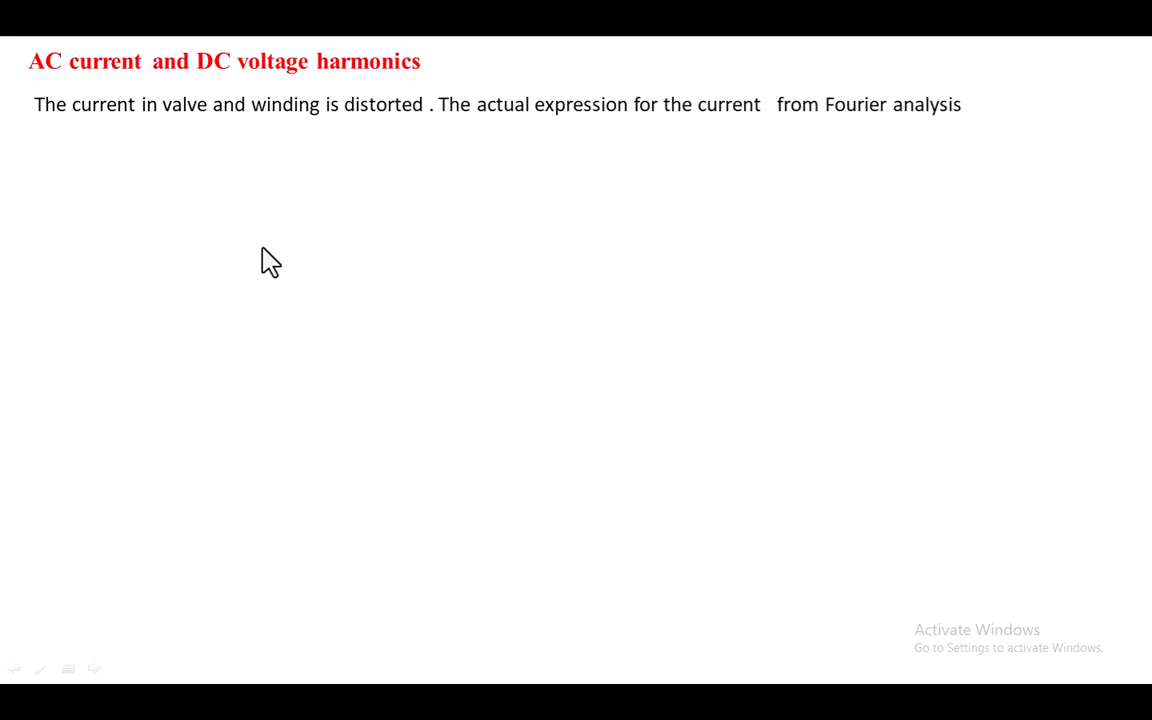 AC current and DC voltage harmonics
The current in valve and winding is distorted . The actual expression for the current from Fourier analysis
Activate Windows
Go to Settings to activate Windows.